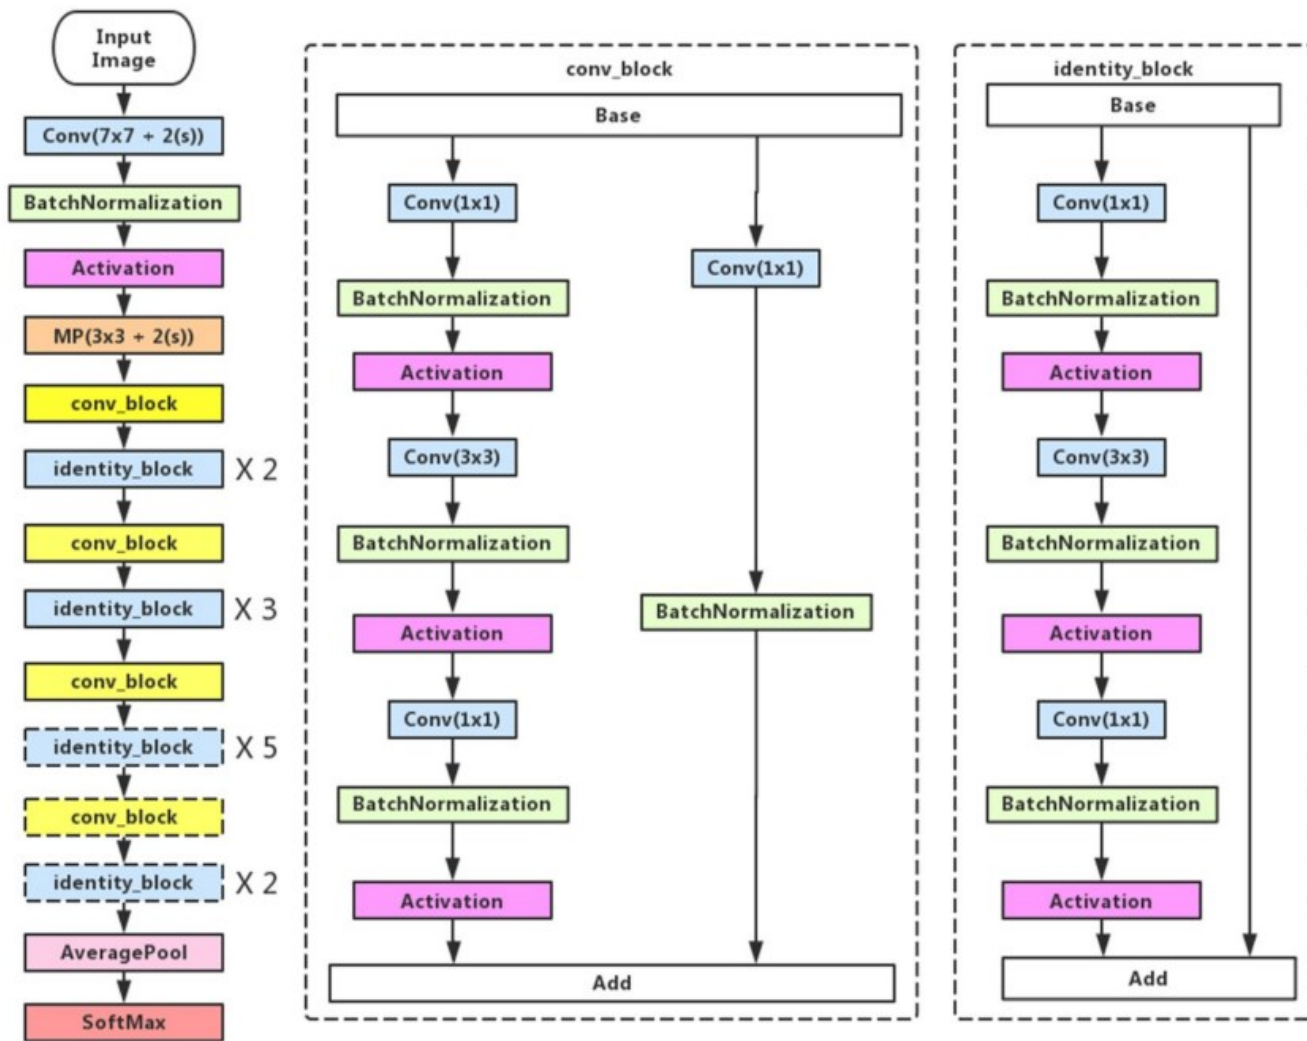 Input
Image
Conv(7x7 + 2(s))
BatchNormalization
Activation
MP(3x3 + 2(s))
conv_block
identity_block X 2
conv_block
identity_block X 3
conv_block
identity_block X 5
conv_block
identity_block X 2
AveragePool
SoftMax
conv_block
Base
Conv(1x1)
BatchNormalization
Activation
Conv(3x3)
BatchNormalization
Activation
Conv(1x1)
BatchNormalization
Activation
Conv(1x1)
BatchNormalization
Add
identity_block
Base
Conv(1x1)
BatchNormalization
Activation
Conv(3x3)
BatchNormalization
Activation
Conv(1x1)
BatchNormalization
Activation
Add